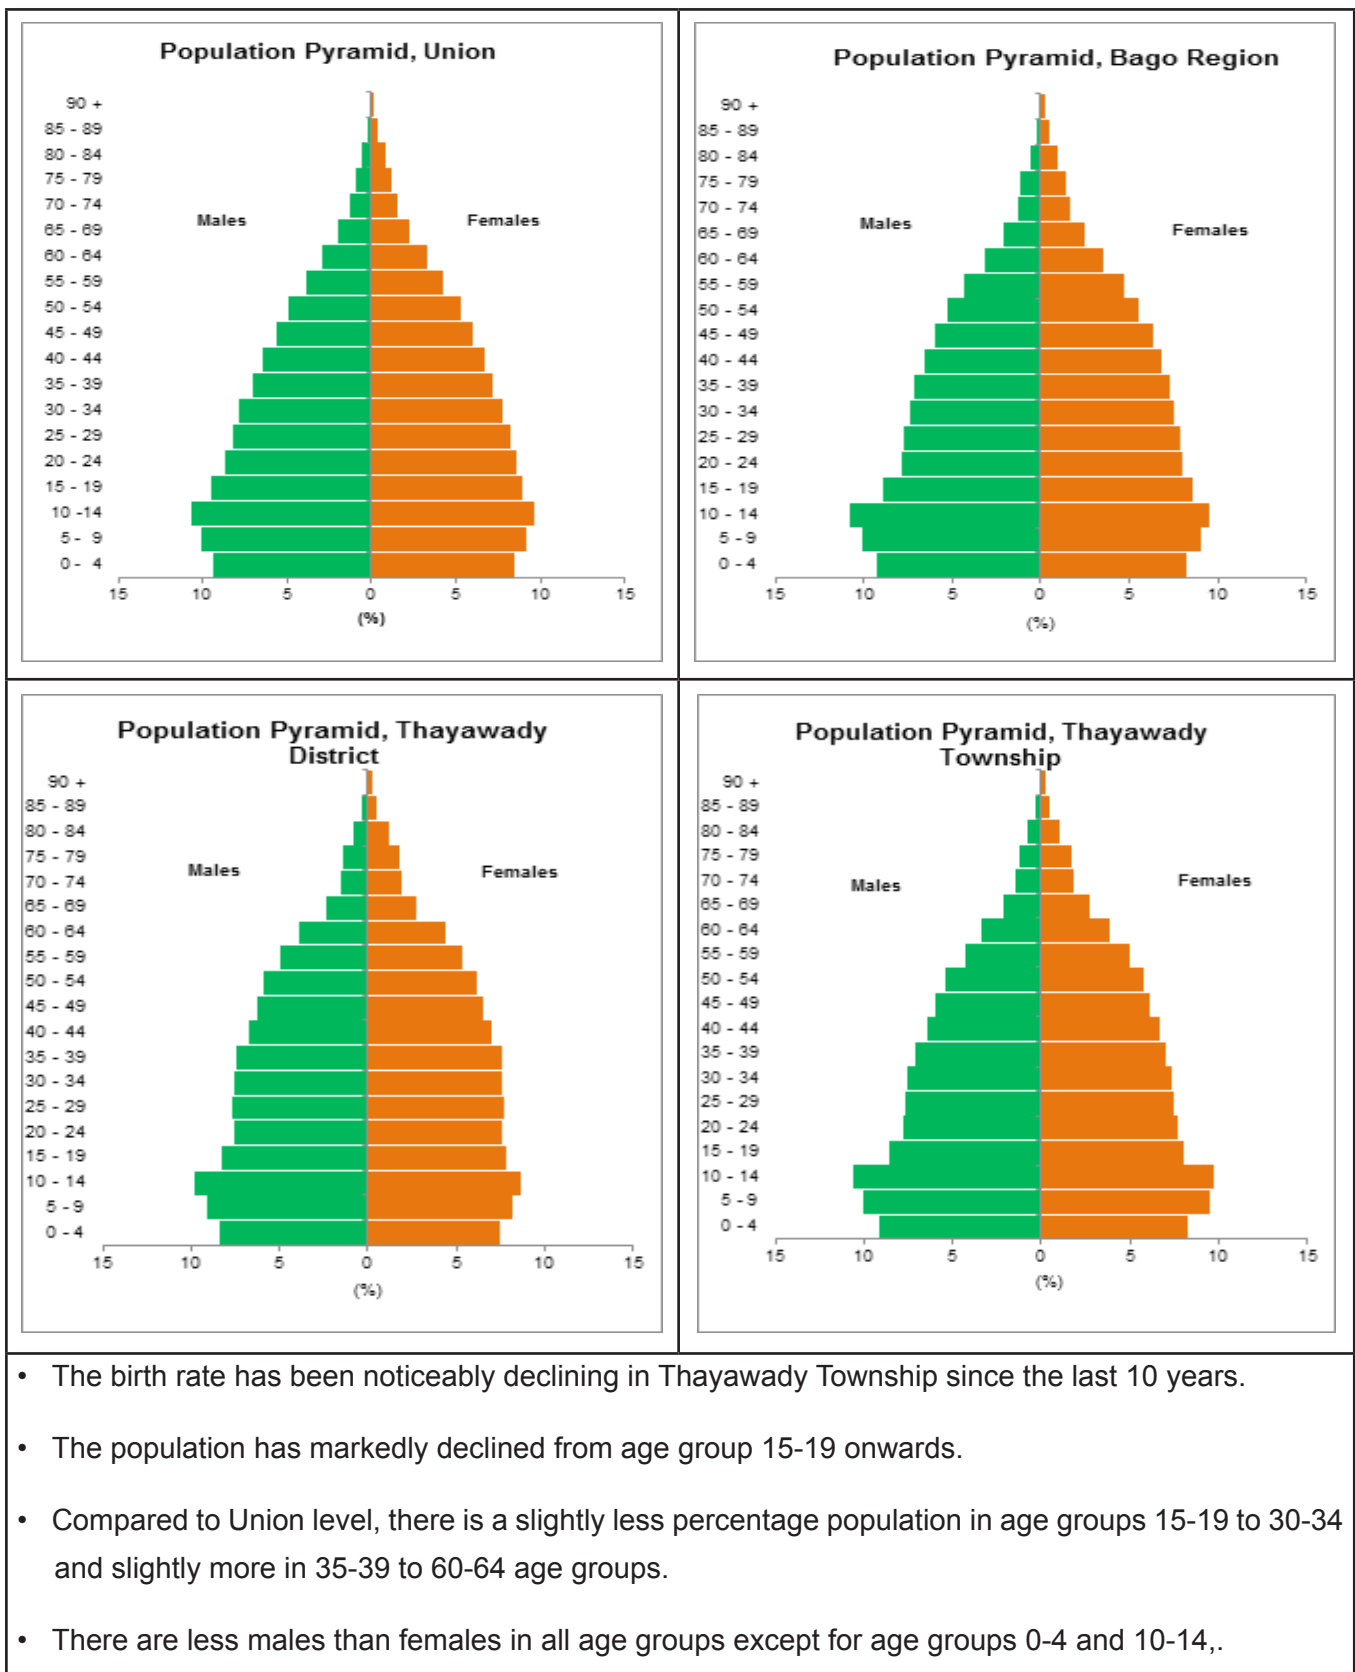 Population Pyramid, Union
90 +
85 - 89
80 - 84
75 - 79
70 - 74
65 - 69
60 - 64
55 - 59
50 - 54
45 - 49
40 - 44
35 - 39
30 - 34
25 - 29
20 - 24
15 - 19
10 -14
5- 9
0- 4
Males
Females
15 10 5 0 5 10 15
(%)
Population Pyramid, Bago Region
90 +
85 - 89
80 - 84
75 - 79
70 - 74
65 - 69
60 - 64
55 - 59
50 - 54
45 - 49
40 - 44
35 - 39
30 - 34
25 - 29
20 - 24
15 - 19
10 - 14
5 - 9
0 - 4
Males
Females
15 10 5 0 5 10 15
(%)
Population Pyramid, Thayawady
District
90 +
85 - 89
80 - 84
75 - 79
70 - 74
65 - 69
60 - 64
55 - 59
50 - 54
45 - 49
40 - 44
35 - 39
30 - 34
25 - 29
20 - 24
15 - 19
10 - 14
5 - 9
0 - 4
Males
Females
15 10 5 0 5 10 15
(%)
Population Pyramid, Thayawady
Township
90 +
85 - 89
80 - 84
75 - 79
70 - 74
65 - 69
60 - 64
55 - 59
50 - 54
45 - 49
40 - 44
35 - 39
30 - 34
25 - 29
20 - 24
15 - 19
10 - 14
5 - 9
0 - 4
Males
Females
15 10 5 0 5 10 15
(%)
• The birth rate has been noticeably declining in Thayawady Township since the last 10 years.
• The population has markedly declined from age group 15-19 onwards.
• Compared to Union level, there is a slightly less percentage population in age groups 15-19 to 30-34
and slightly more in 35-39 to 60-64 age groups.
• There are less males than females in all age groups except for age groups 0-4 and 10-14,.